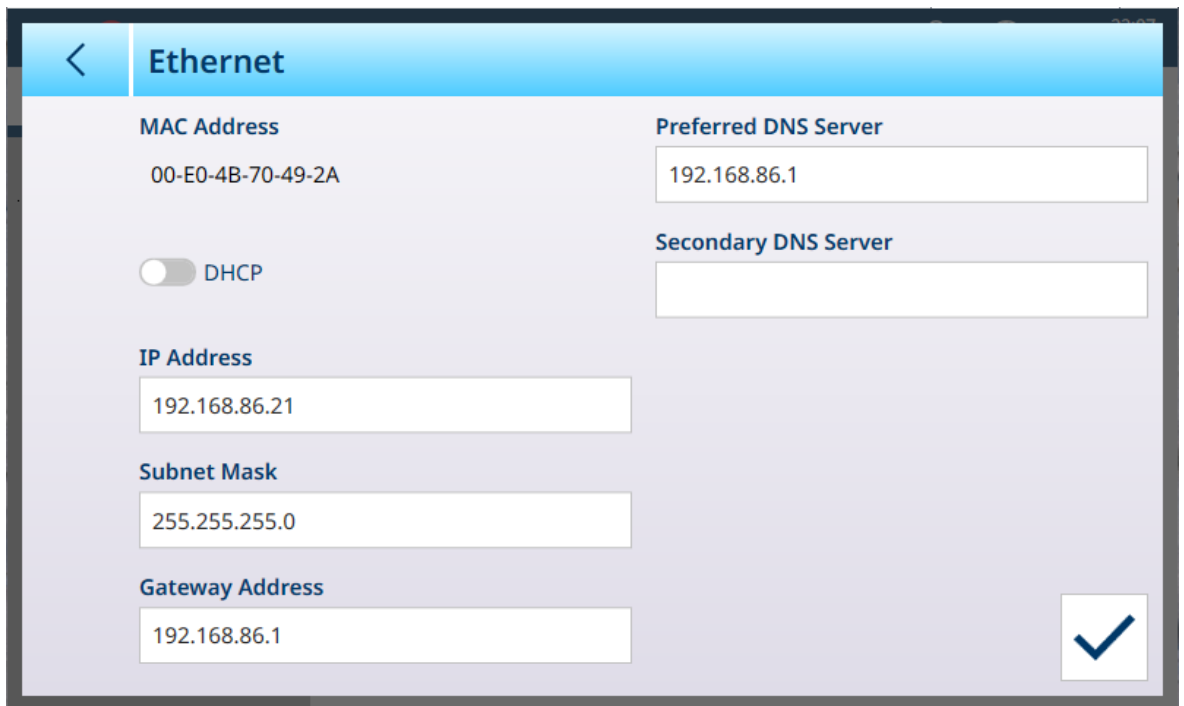 Ethernet
MAC Address
00-E0-4B-70-49-2A
DHCP
IP Address
192.168.86.21
Subnet Mask
255.255.255.0
Gateway Address
192.168.86.1
Preferred DNS Server
192.168.86.1
Secondary DNS Server